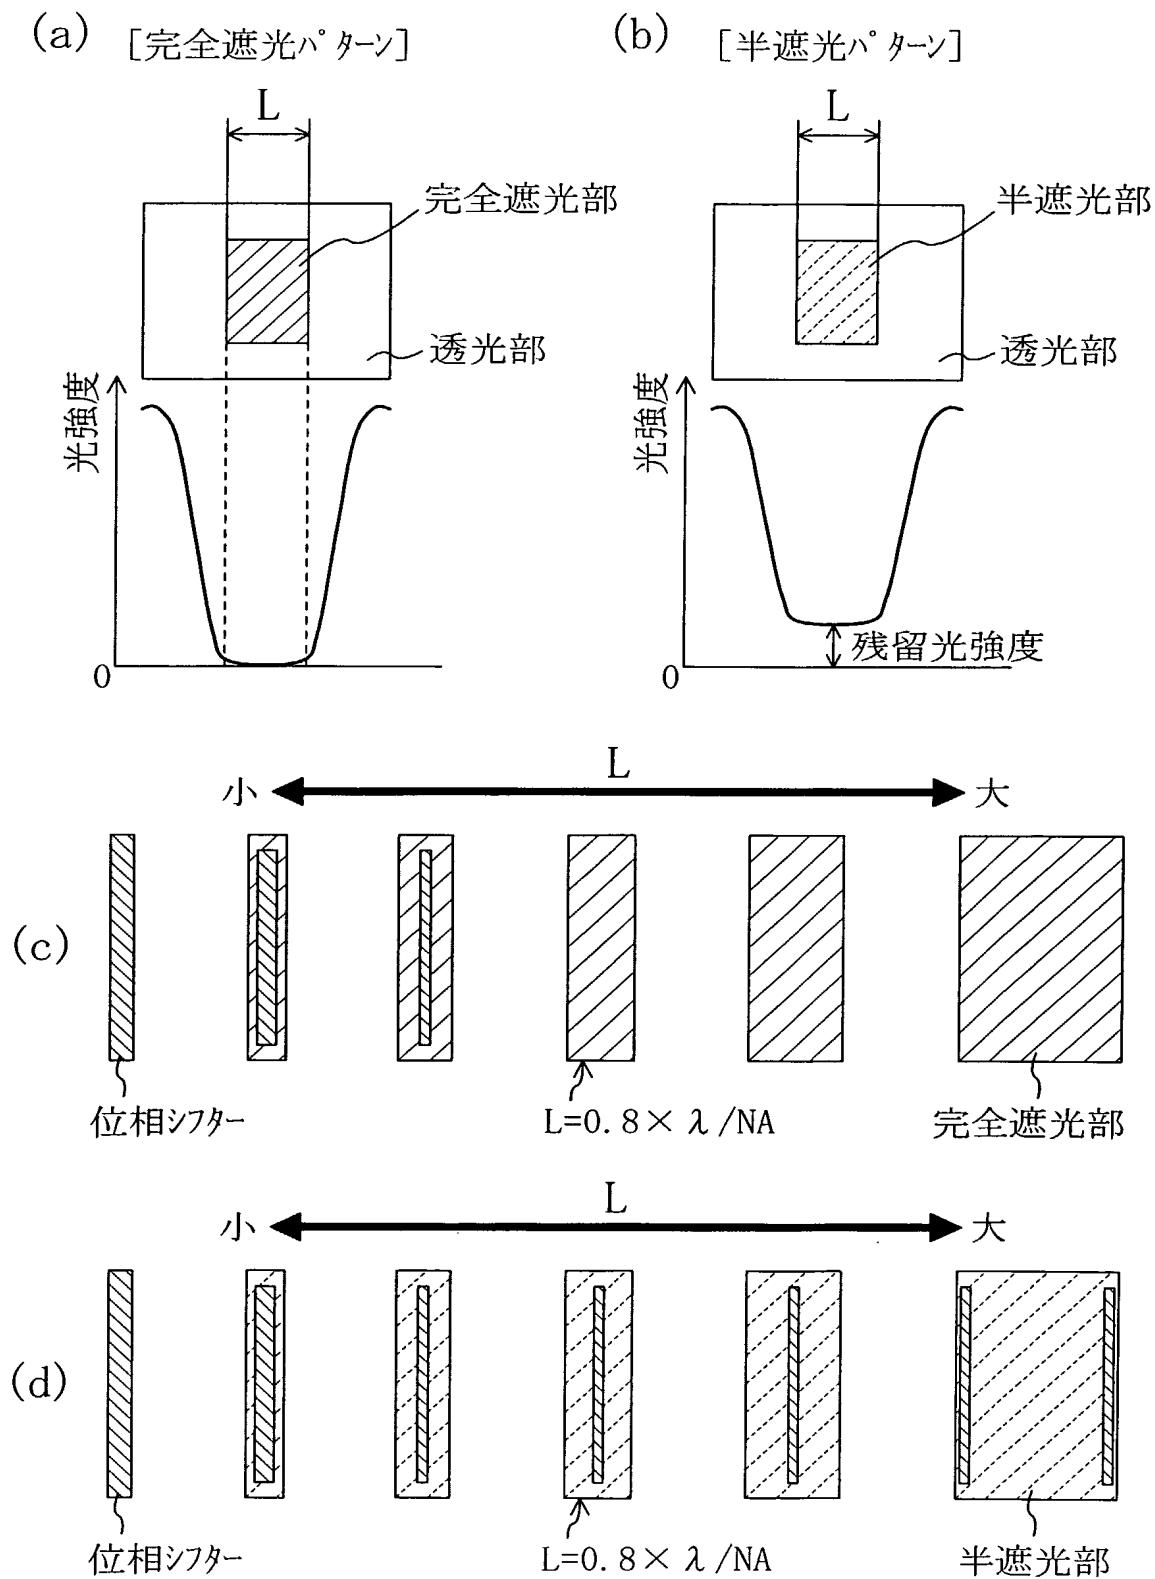 (a) [完全遮光パターン]
L
完全遮光部
透光部
光強度
0
(b) [半遮光パターン]
L
半遮光部
透光部
光強度
残留光強度
0
L
小
大
(c)
位相シフター
L=0.8×λ/NA
完全遮光部
L
小
大
(d)
位相シフター
L=0.8×λ/NA
半遮光部